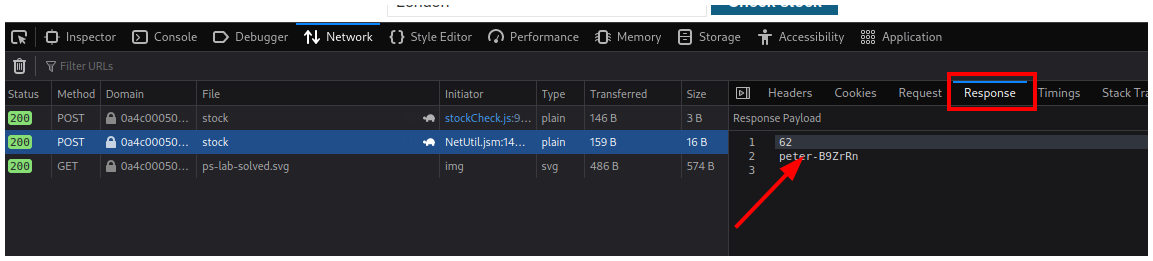 London Check stock
Inspector Console Debugger Network Style Editor Performance Memory Storage Accessibility Application
Filter URLs
Status Method Domain File Initiator Type Transferred Size Headers Cookies Request Response Timings Stack Tra
200 POST 0a4c00050... stock stockCheck.js:9... plain 146 B 3 B Response Payload
200 POST 0a4c00050... stock NetUtil.jsm:14... plain 159 B 16 B 1 62
200 GET 0a4c00050... ps-lab-solved.svg img svg 486 B 574 B 2 peter-B9ZrRn
3